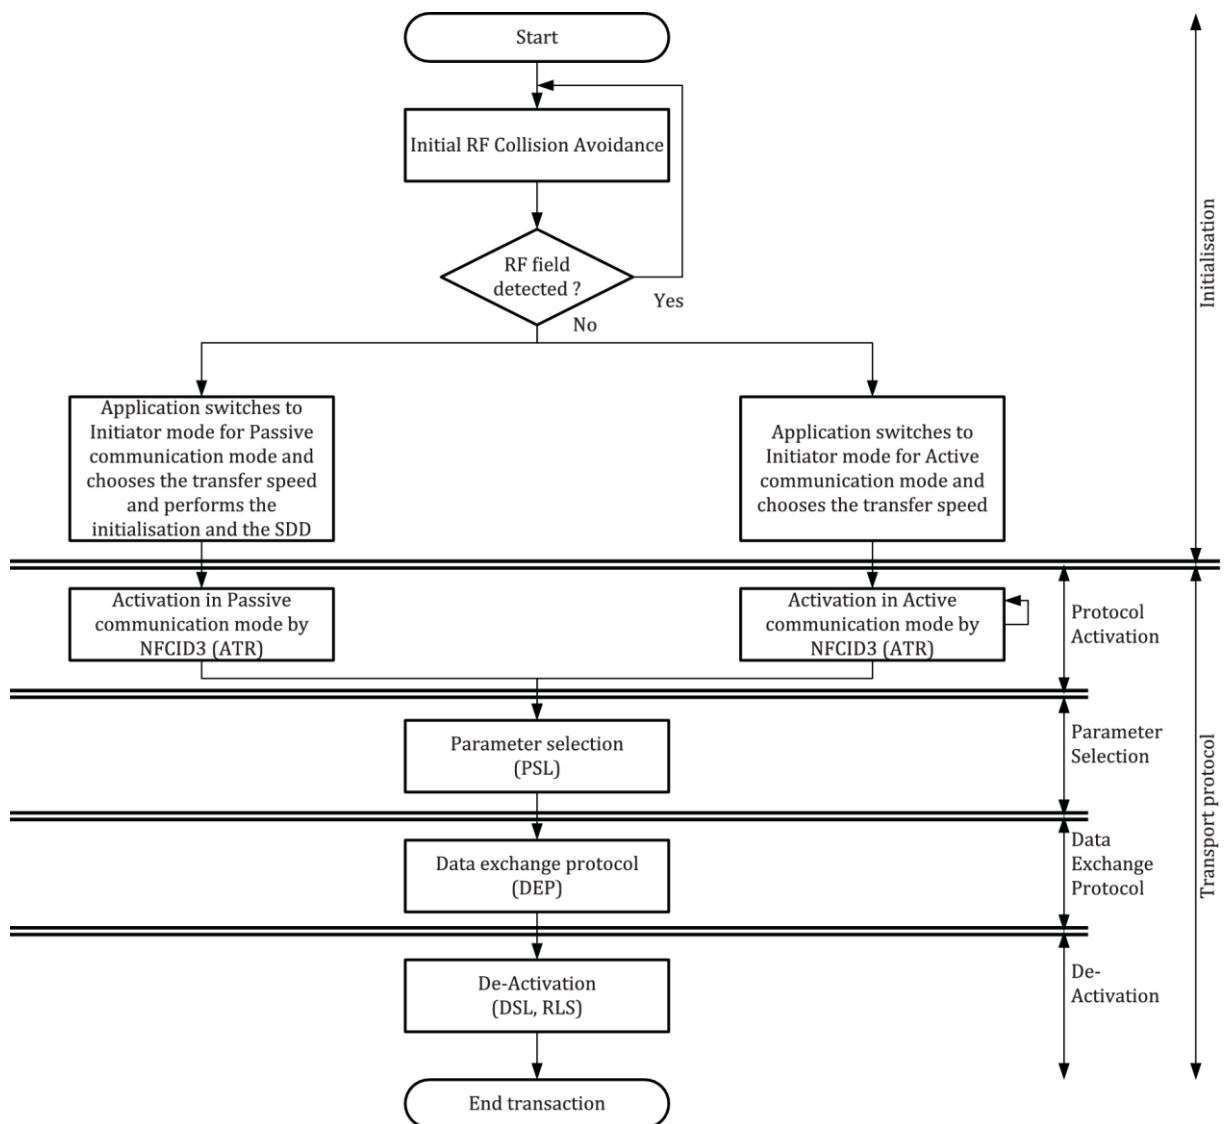 Start
Initial RF Collision Avoidance
RF field
detected ?
Yes
No
Initialisation
Application switches to
Initiator mode for Passive
communication mode and
chooses the transfer speed
and performs the
initialisation and the SDD
Application switches to
Initiator mode for Active
communication mode and
chooses the transfer speed
Activation in Passive
communication mode by
NFCID3 (ATR)
Activation in Active
communication mode by
NFCID3 (ATR)
Protocol
Activation
Parameter selection
(PSL)
Parameter
Selection
Data exchange protocol
(DEP)
Data
Exchange
Protocol
Transport protocol
De-Activation
(DSL, RLS)
De-
Activation
End transaction